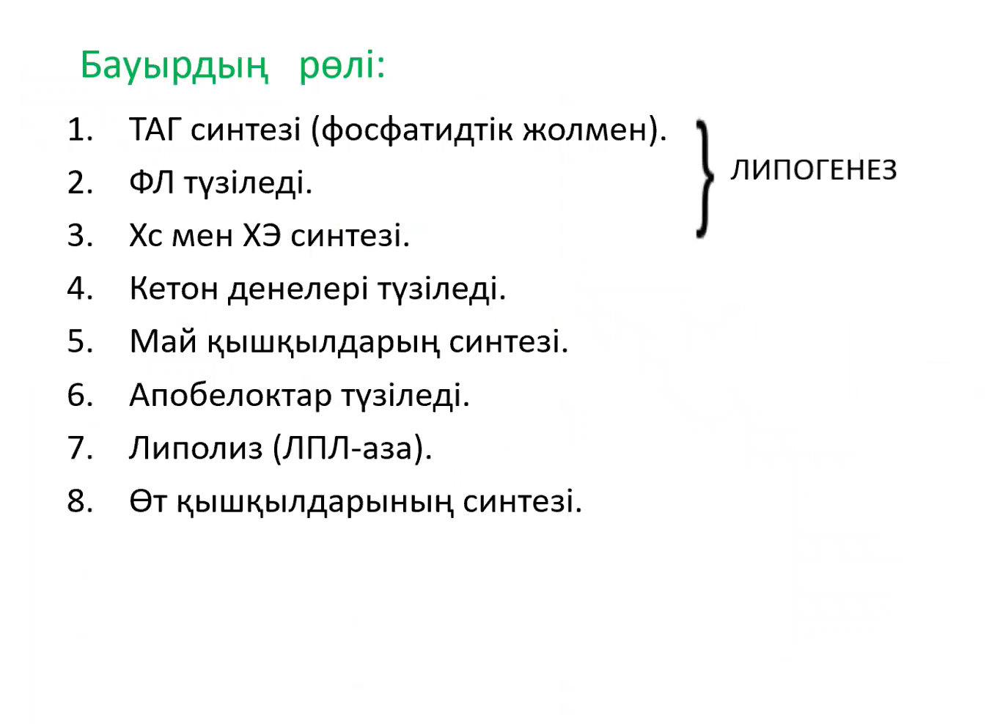 Бауырдың рөлі:
1. ТАГ синтезі (фосфатидтік жолмен).
2. ФЛ түзіледі.
3. Хс мен ХЭ синтезі.
ЛИПОГЕНЕЗ
4. Кетон денелері түзіледі.
5. Май қышқылдарың синтезі.
6. Апобелоктар түзіледі.
7. Липолиз (ЛПЛ-аза).
8. Өт қышқылдарының синтезі.